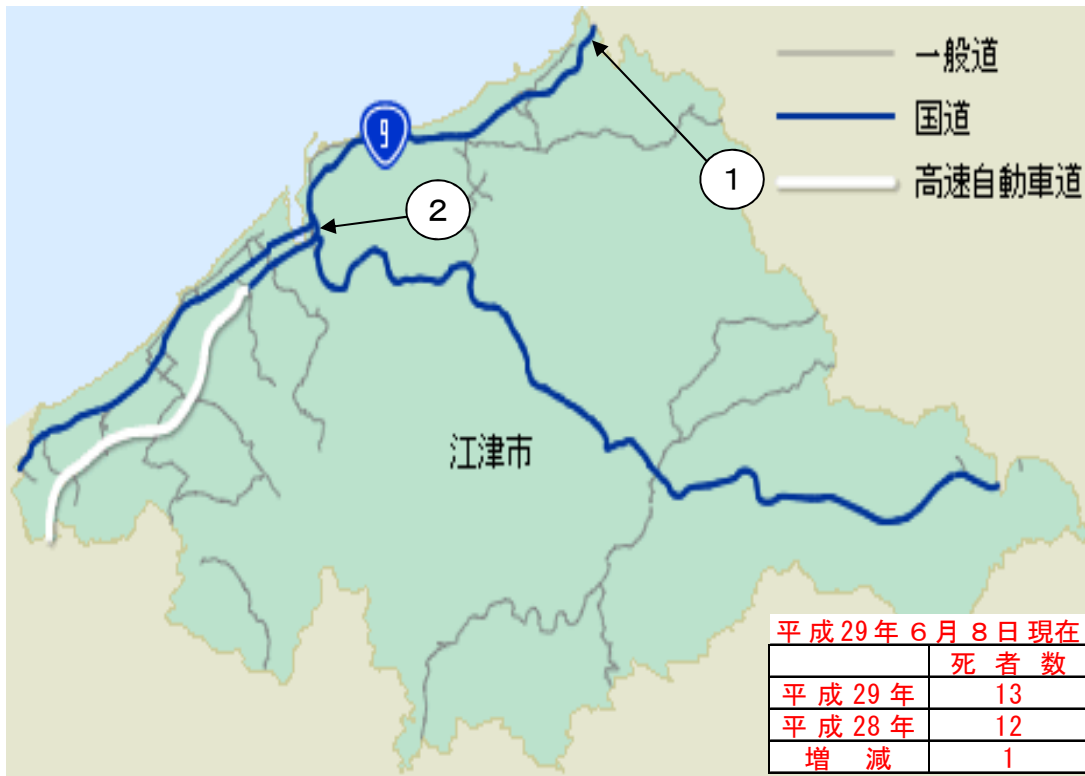 一般道
国道
高速自動車道
9
1
2
江津市
平成29年6月8日現在
死者数
平成29年 13
平成28年 12
増減 1